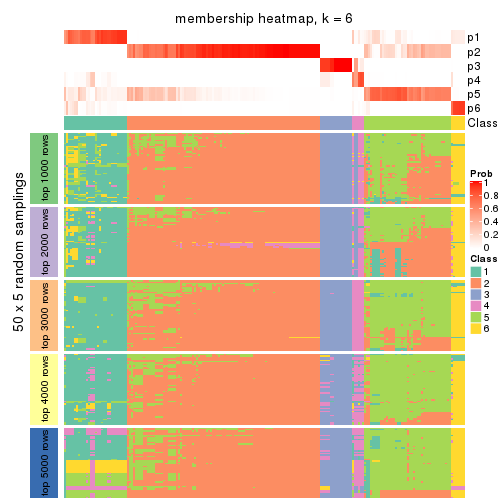 membership heatmap, k = 6
p1
p2
p3
p4
p5
p6
Class
50 x 5 random samplings
top 1000 rows
top 2000 rows
top 3000 rows
top 4000 rows
top 5000 rows
Prob
1
0.8
0.6
0.4
0.2
0
Class
1
2
3
4
5
6